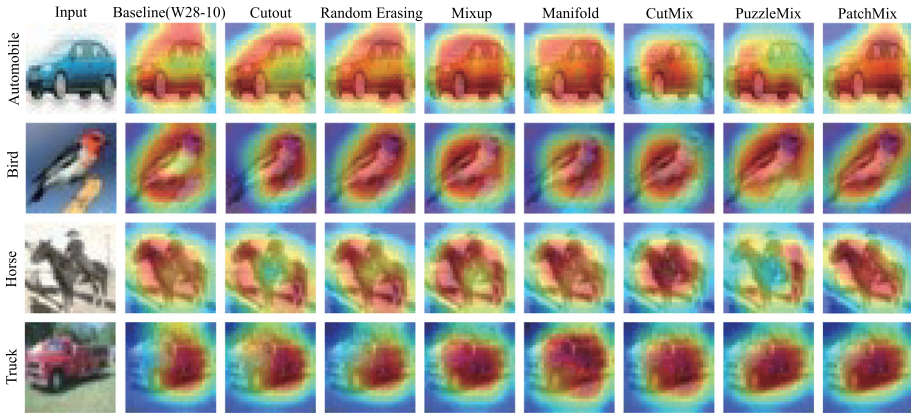 Input Baseline(W28-10) Cutout Random Erasing Mixup Manifold CutMix PuzzleMix PatchMix
Automobile
Bird
Horse
Truck